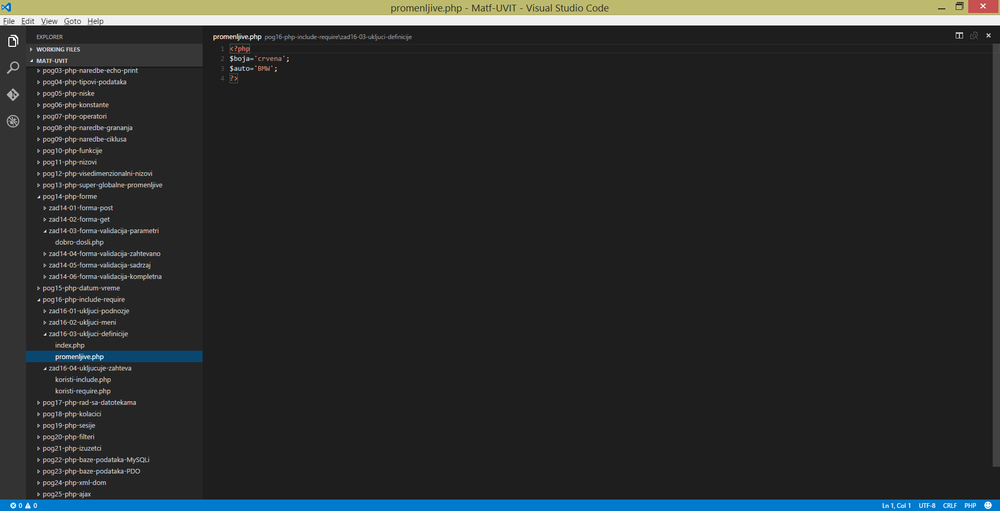 promenljive.php - Matf-UVIT - Visual Studio Code
File Edit View Goto Help
EXPLORER
WORKING FILES
MATF-UVIT
pog03-php-naredbe-echo-print
pog04-php-tipovi-podataka
pog05-php-niske
pog06-php-konstante
pog07-php-operatori
pog08-php-naredbe-grananja
pog09-php-naredbe-ciklusa
pog10-php-funkcije
pog11-php-nizovi
pog12-php-visedimenzionalni-nizovi
pog13-php-super-globalne-promenljive
pog14-php-forme
zad14-01-forma-post
zad14-02-forma-get
zad14-03-forma-validacija-parametri
dobro-dosli.php
zad14-04-forma-validacija-zahtevano
zad14-05-forma-validacija-sadrzaj
zad14-06-forma-validacija-kompletna
pog15-php-datum-vreme
pog16-php-include-require
zad16-01-ukljuci-podnozje
zad16-02-ukljuci-meni
zad16-03-ukljuci-definicije
index.php
promenljive.php
zad16-04-ukljucuje-zahteva
koristi-include.php
koristi-require.php
pog17-php-rad-sa-datotekama
pog18-php-kolacici
pog19-php-sesije
pog20-php-filteri
pog21-php-izuzetci
pog22-php-baze-podataka-MySQLi
pog23-php-baze-podataka-PDO
pog24-php-xml-dom
pog25-php-ajax
promenljive.php pog16-php-include-require\zad16-03-ukljuci-definicije
1 <?php
2 $boja='crvena';
3 $auto='BMW';
4 ?>
0 0
Ln 1, Col 1 UTF-8 CRLF PHP